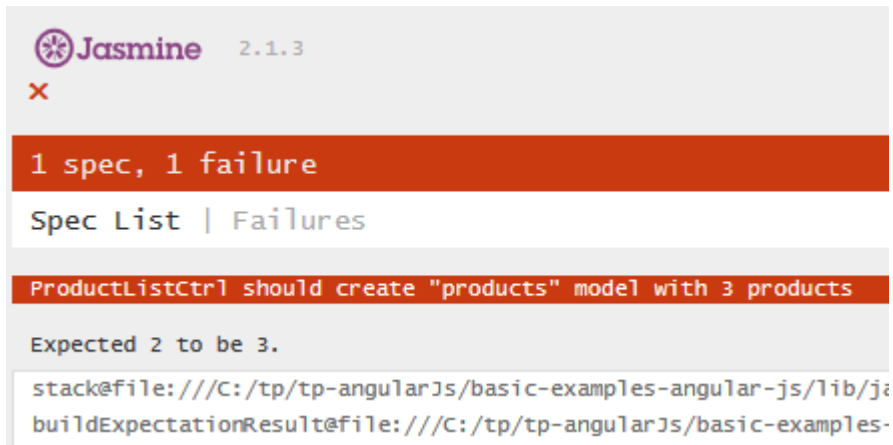 Jasmine 2.1.3
×
1 spec, 1 failure
Spec List | Failures
ProductListCtrl should create "products" model with 3 products
Expected 2 to be 3.
stack@file:///C:/tp/tp-angularJs/basic-examples-angular-js/lib/ja
buildExpectationResult@file:///C:/tp/tp-angularJs/basic-examples-